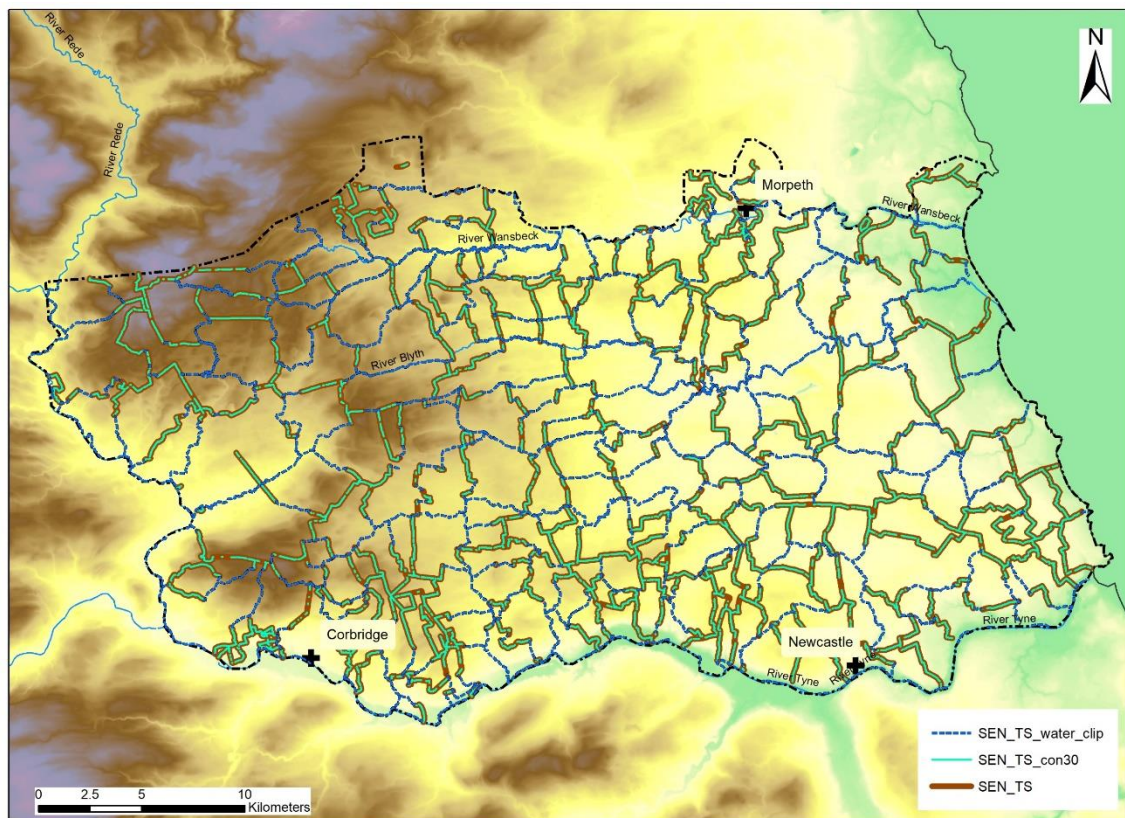 River Rede
River Rede
N
Morpeth
River Wansbeck
River Wansbeck
River Blyth
Corbridge
Newcastle
River Tyne
River Tyne
SEN_TS_water_clip
SEN_TS_con30
SEN_TS
0 2.5 5 10
Kilometers